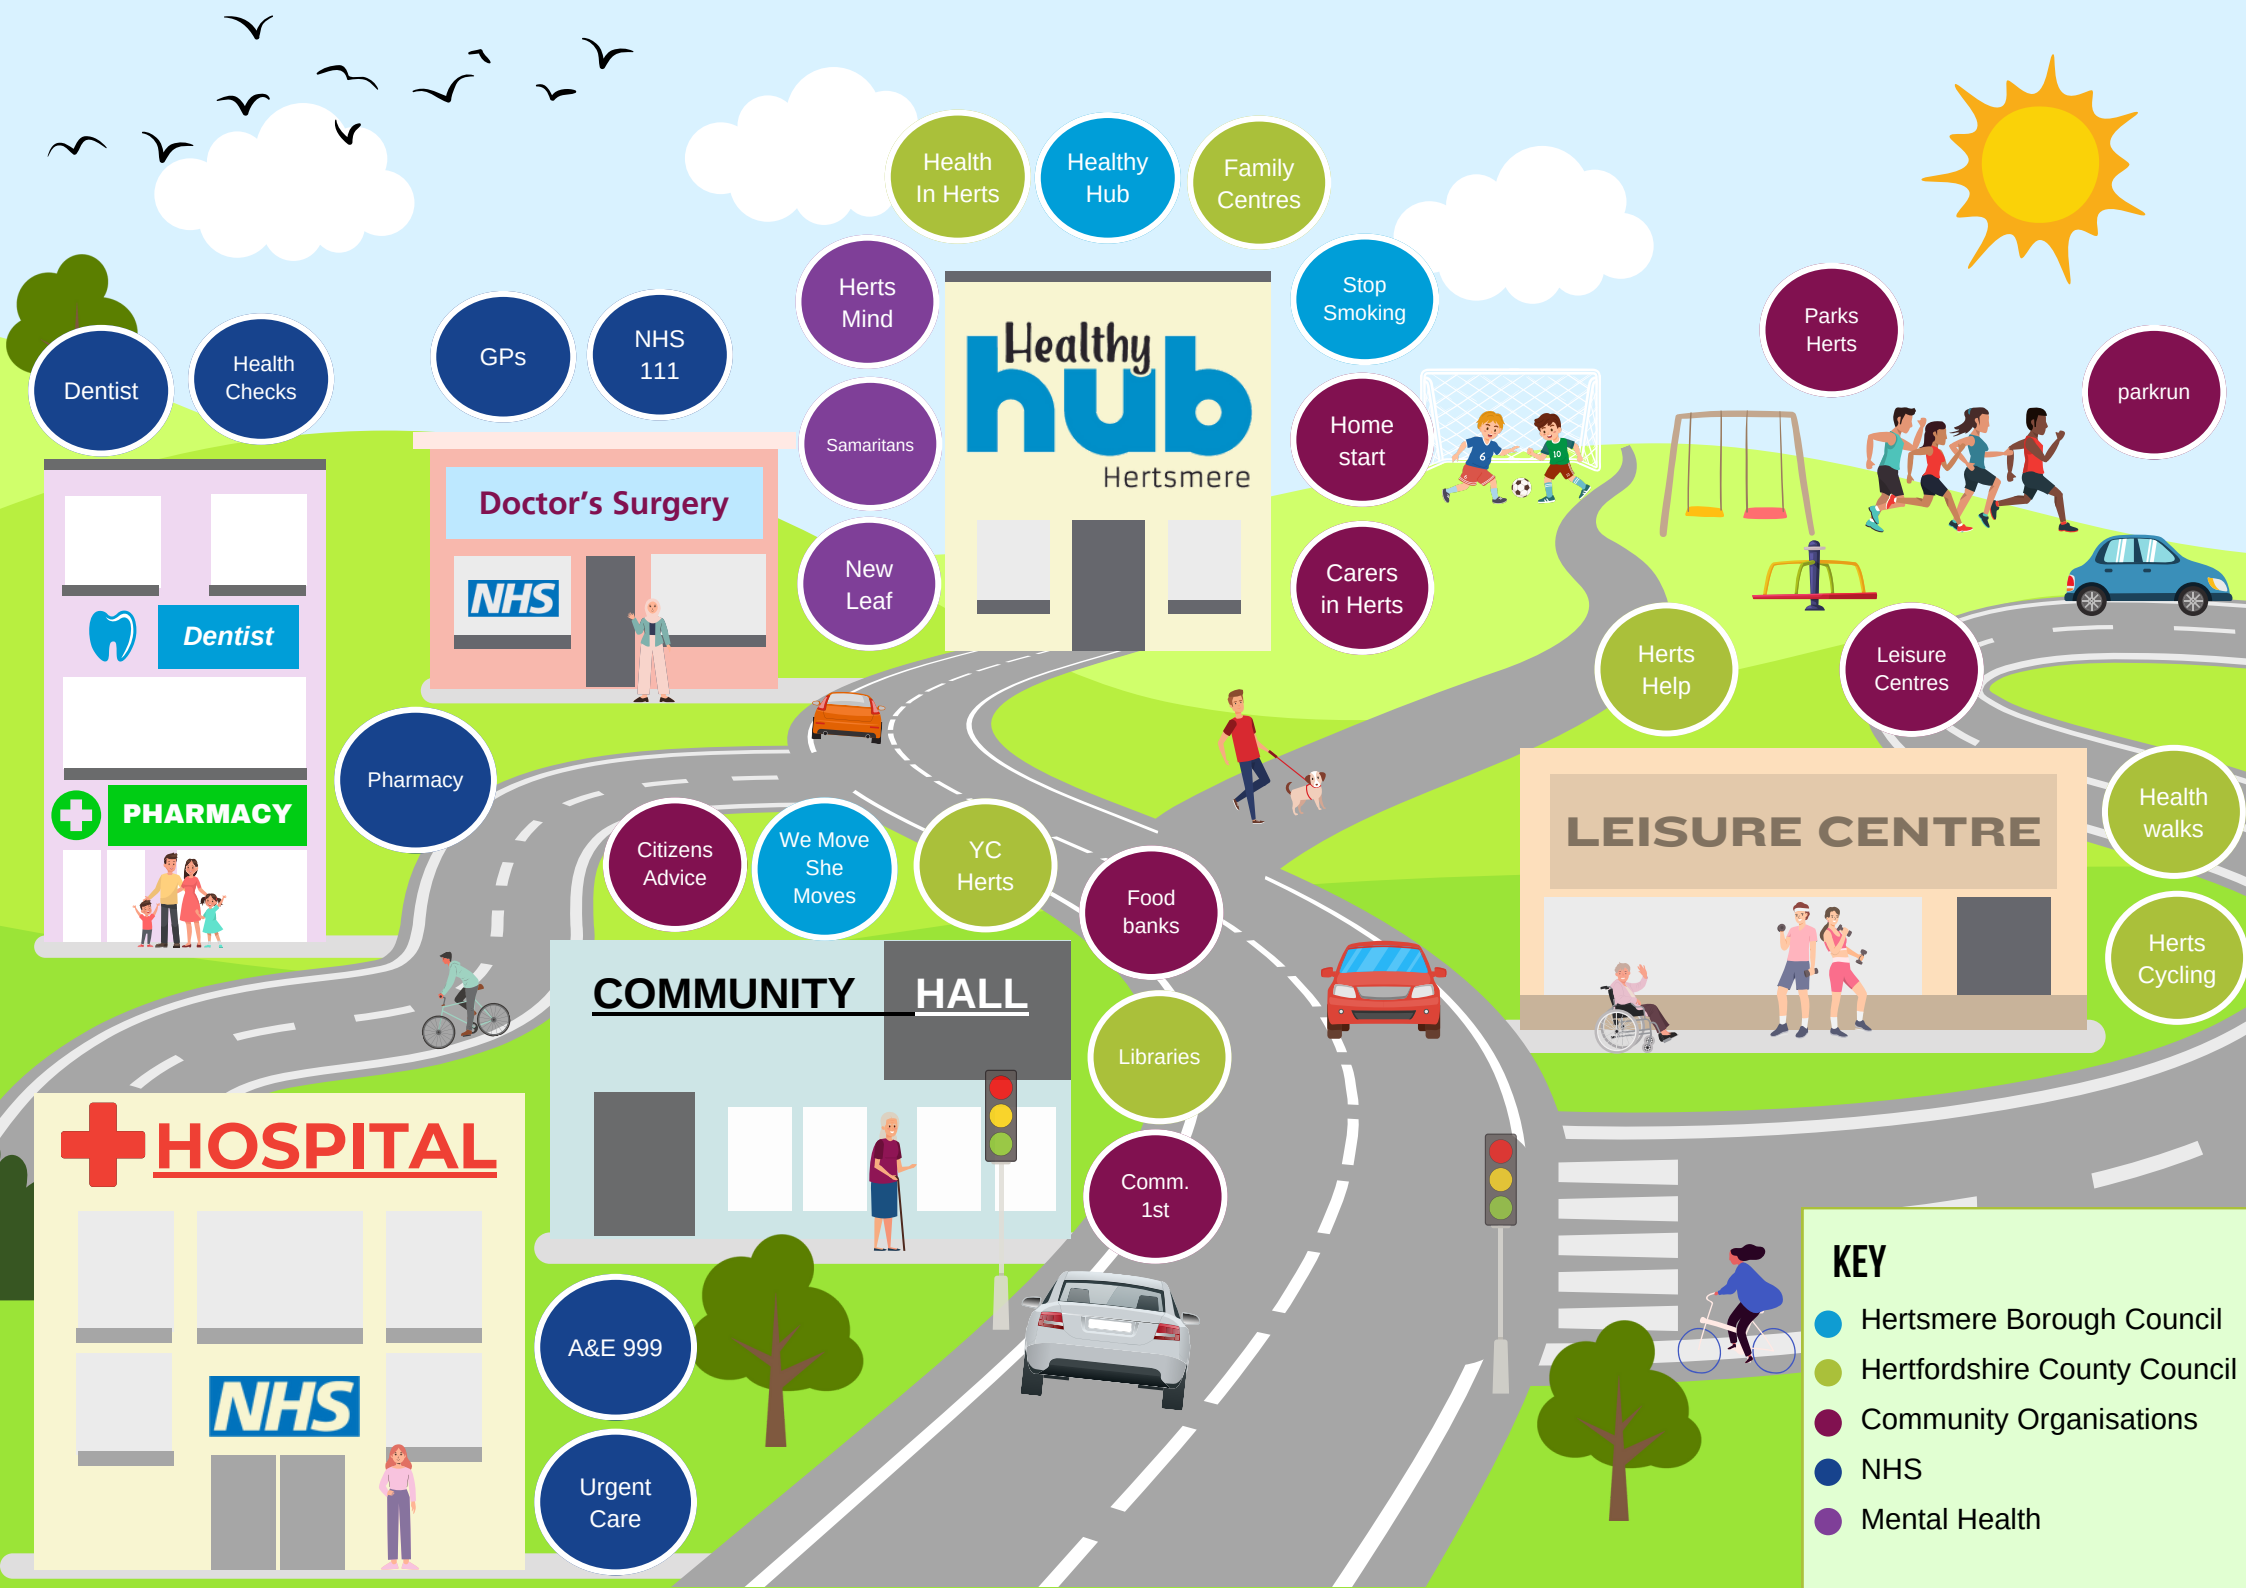 Health
In Herts
Healthy
Hub
Family
Centres
Herts
Mind
Stop
Smoking
Parks
Herts
parkrun
Dentist
Health
Checks
GPs
NHS
111
Samaritans
Healthy
hub
Hertsmere
Home
start
6
10
Doctor's Surgery
NHS
New
Leaf
Carers
in Herts
Dentist
Herts
Help
Leisure
Centres
Pharmacy
PHARMACY
Citizens
Advice
We Move
She
Moves
YC
Herts
Food
banks
LEISURE CENTRE
Health
walks
Herts
Cycling
COMMUNITY HALL
Libraries
Comm.
1st
HOSPITAL
NHS
A&E 999
Urgent
Care
KEY
Hertsmere Borough Council
Hertfordshire County Council
Community Organisations
NHS
Mental Health